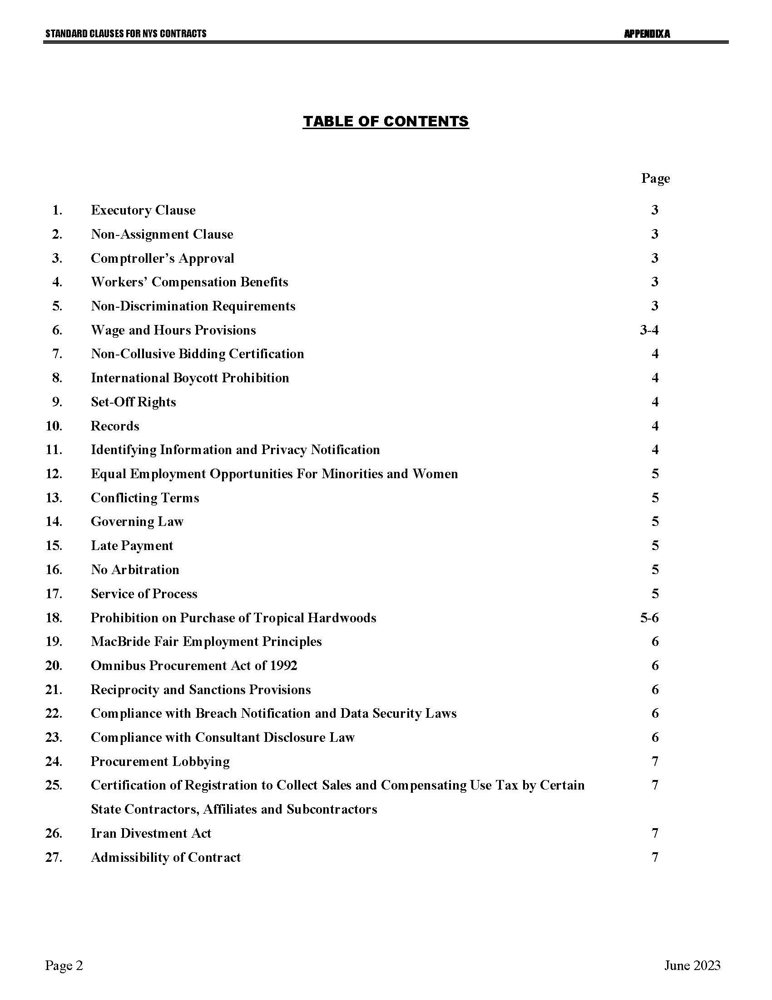 STANDARD CLAUSES FOR NYS CONTRACTS APPENDIX A
TABLE OF CONTENTS
Page
1. Executory Clause 3
2. Non-Assignment Clause 3
3. Comptroller’s Approval 3
4. Workers’ Compensation Benefits 3
5. Non-Discrimination Requirements 3
6. Wage and Hours Provisions 3-4
7. Non-Collusive Bidding Certification 4
8. International Boycott Prohibition 4
9. Set-Off Rights 4
10. Records 4
11. Identifying Information and Privacy Notification 4
12. Equal Employment Opportunities For Minorities and Women 5
13. Conflicting Terms 5
14. Governing Law 5
15. Late Payment 5
16. No Arbitration 5
17. Service of Process 5
18. Prohibition on Purchase of Tropical Hardwoods 5-6
19. MacBride Fair Employment Principles 6
20. Omnibus Procurement Act of 1992 6
21. Reciprocity and Sanctions Provisions 6
22. Compliance with Breach Notification and Data Security Laws 6
23. Compliance with Consultant Disclosure Law 6
24. Procurement Lobbying 7
25. Certification of Registration to Collect Sales and Compensating Use Tax by Certain 7
State Contractors, Affiliates and Subcontractors
26. Iran Divestment Act 7
27. Admissibility of Contract 7
Page 2 June 2023